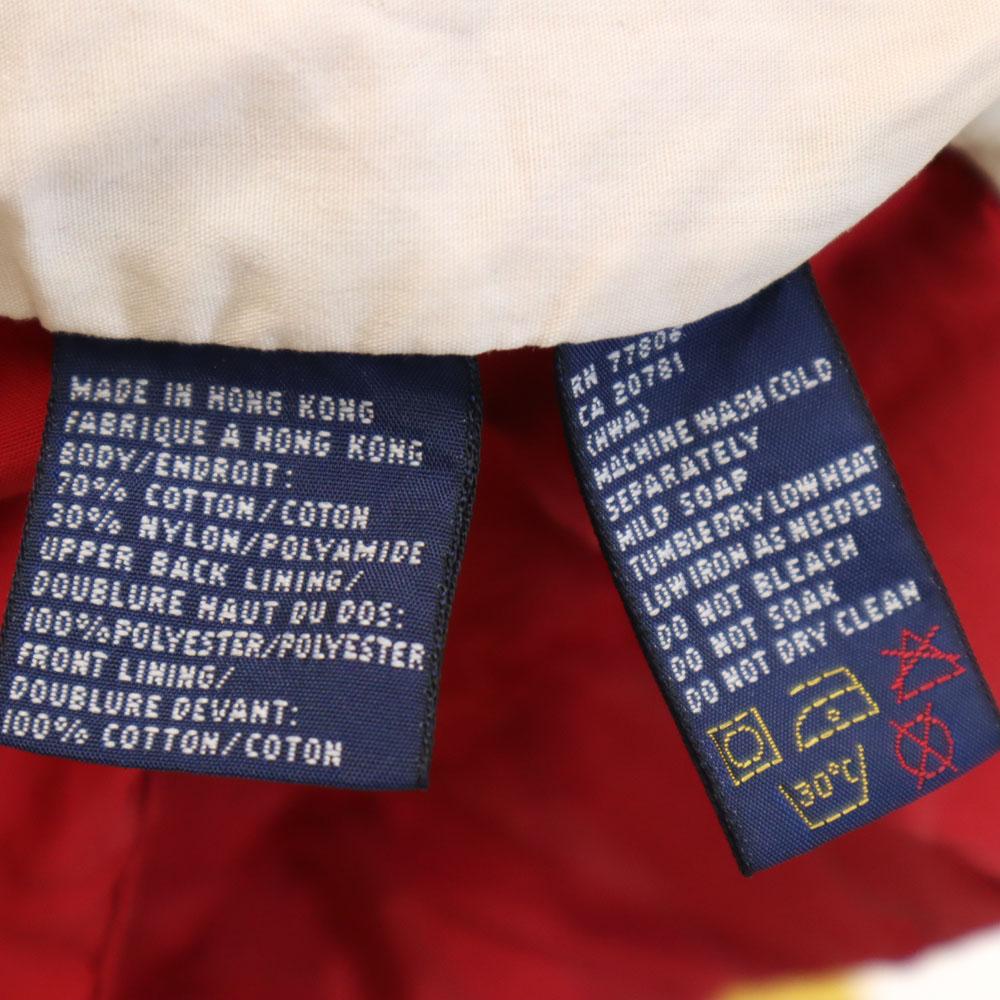 MADE IN HONG KONG
FABRIQUE A HONG KONG
BODY/ENDROIT:
70% COTTON/COTON
30% NYLON/POLYAMIDE
UPPER BACK LINING/
DOUBLURE HAUT DU DOS:
100%POLYESTER/POLYESTER
FRONT LINING/
DOUBLURE DEVANT:
100% COTTON/COTON
RN 77806
CA 20781
(HWA)
MACHINE WASH COLD
SEPARATELY
MILD SOAP
TUMBLE DRY LOW HEAT
LOW IRON AS NEEDED
DO NOT BLEACH
DO NOT SOAK
DO NOT DRY CLEAN
30°C